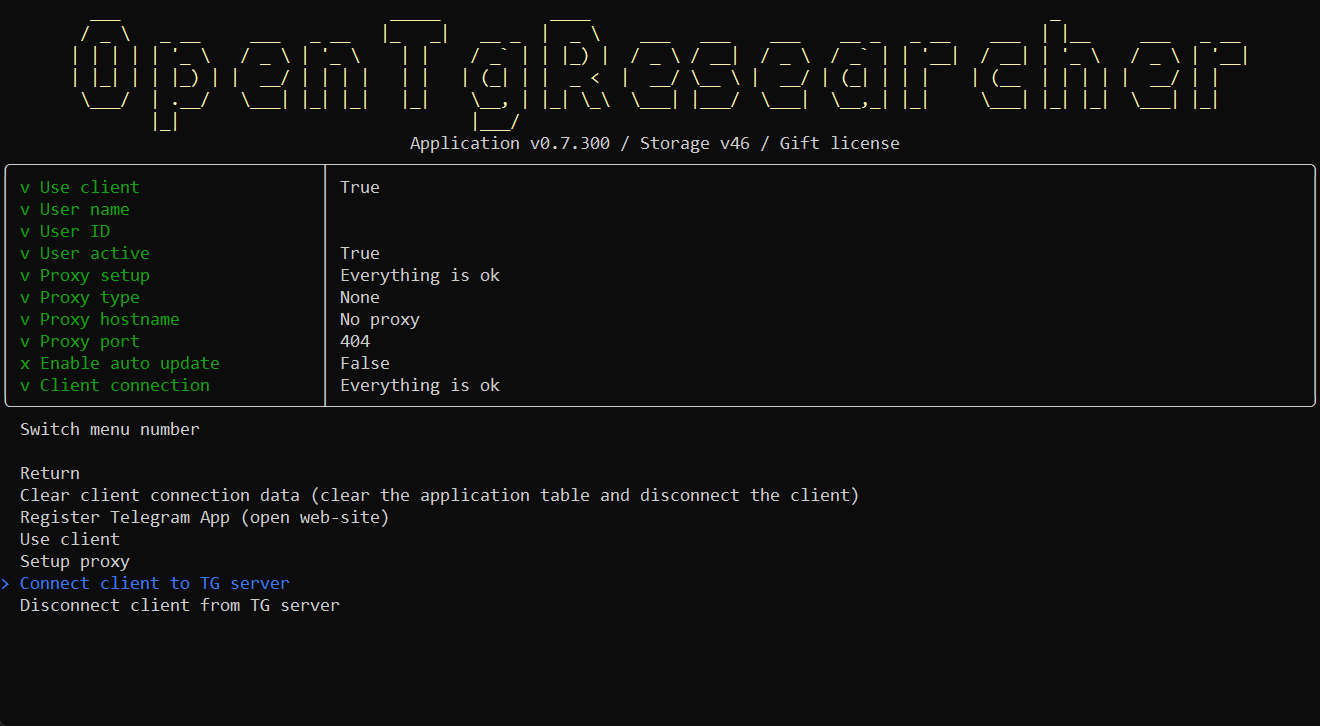 OpenTgResearcher
Application v0.7.300 / Storage v46 / Gift license
v Use client True
v User name
v User ID
v User active True
v Proxy setup Everything is ok
v Proxy type None
v Proxy hostname No proxy
v Proxy port 404
x Enable auto update False
v Client connection Everything is ok
Switch menu number
Return
Clear client connection data (clear the application table and disconnect the client)
Register Telegram App (open web-site)
Use client
Setup proxy
> Connect client to TG server
Disconnect client from TG server